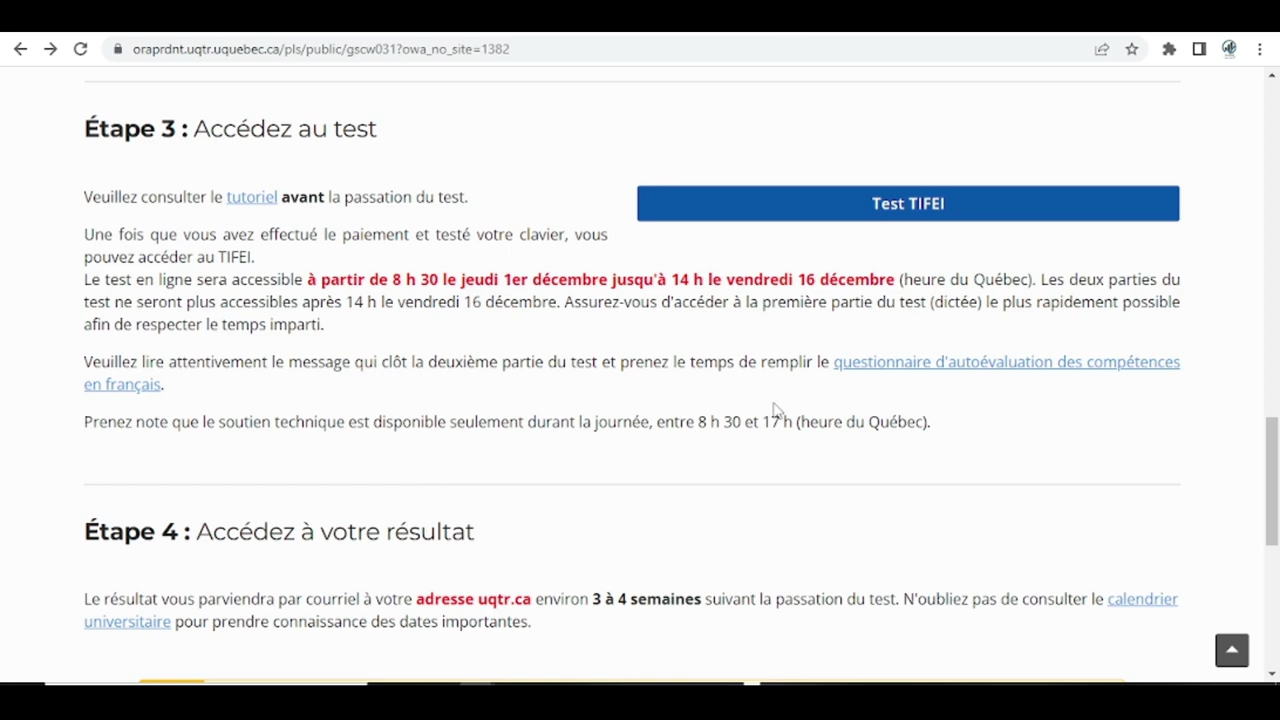 oraprdnt.uqtr.uquebec.ca/pls/public/gscw031?owa_no_site=1382
Étape 3 : Accédez au test
Veuillez consulter le tutoriel avant la passation du test.
Test TIFEI
Une fois que vous avez effectué le paiement et testé votre clavier, vous
pouvez accéder au TIFEI.
Le test en ligne sera accessible à partir de 8 h 30 le jeudi 1er décembre jusqu'à 14 h le vendredi 16 décembre (heure du Québec). Les deux parties du
test ne seront plus accessibles après 14 h le vendredi 16 décembre. Assurez-vous d'accéder à la première partie du test (dictée) le plus rapidement possible
afin de respecter le temps imparti.
Veuillez lire attentivement le message qui clôt la deuxième partie du test et prenez le temps de remplir le questionnaire d'autoévaluation des compétences
en français.
Prenez note que le soutien technique est disponible seulement durant la journée, entre 8 h 30 et 17 h (heure du Québec).
Étape 4 : Accédez à votre résultat
Le résultat vous parviendra par courriel à votre adresse uqtr.ca environ 3 à 4 semaines suivant la passation du test. N'oubliez pas de consulter le calendrier
universitaire pour prendre connaissance des dates importantes.